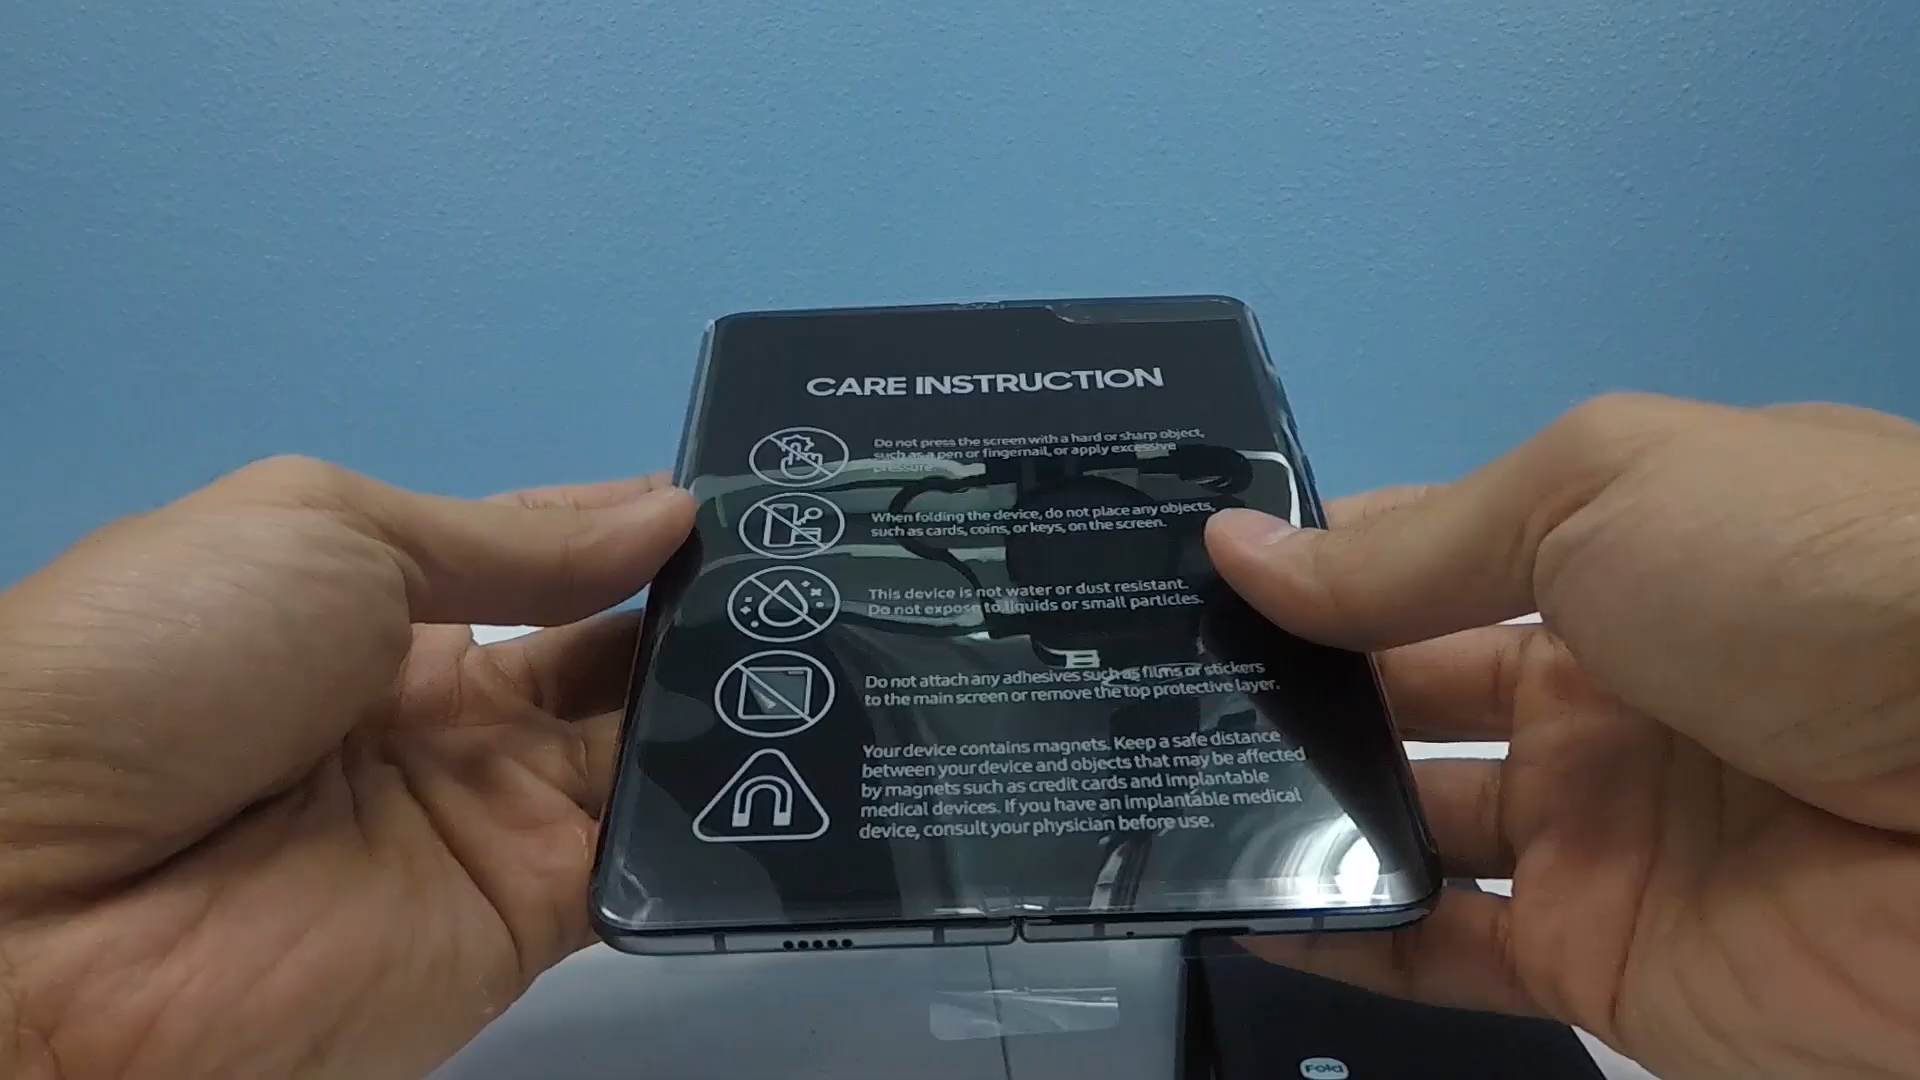 CARE INSTRUCTION
Do not press the screen with a hard or sharp object,
such as a pen or fingernail, or apply excessive
pressure.
When folding the device, do not place any objects,
such as cards, coins, or keys, on the screen.
This device is not water or dust resistant.
Do not expose to liquids or small particles.
Do not attach any adhesives such as films or stickers
to the main screen or remove the top protective layer.
Your device contains magnets. Keep a safe distance
between your device and objects that may be affected
by magnets such as credit cards and implantable
medical devices. If you have an implantable medical
device, consult your physician before use.
Fold